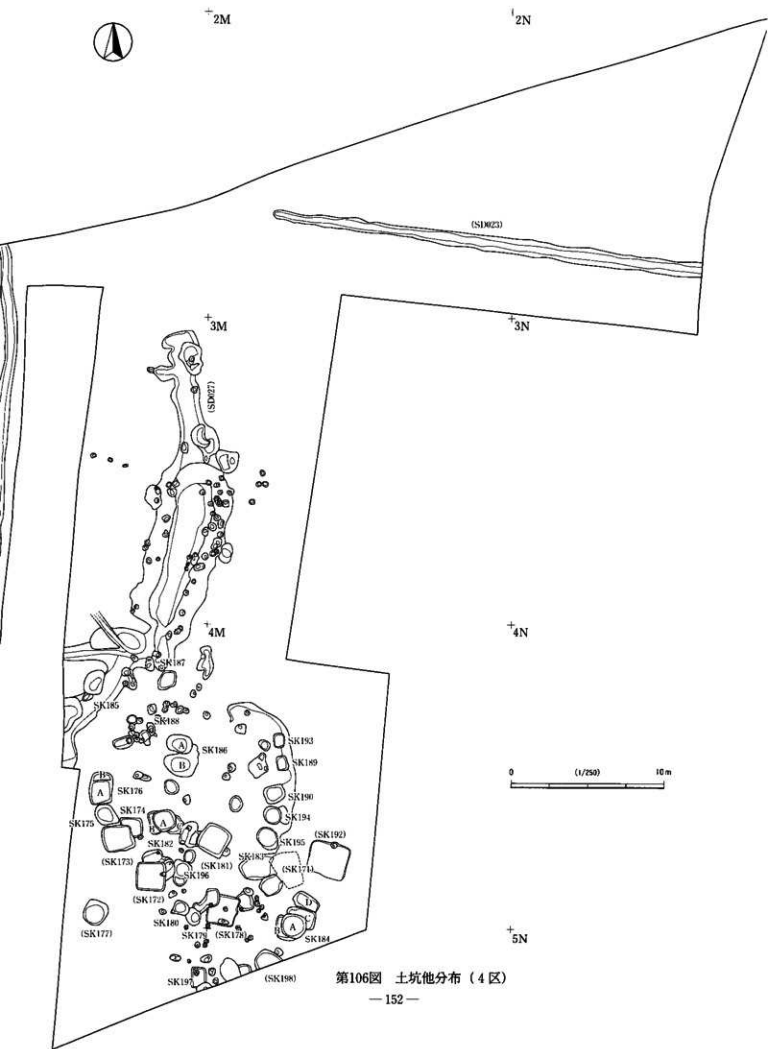 2M
2N
(SD023)
3M
3N
(SD027)
4M
4N
SK187
SK185
SK188
SK193
A
SK186
B
SK189
0 (1/250) 10m
B
SK176
A
SK190
SK174
SK175
A
SK194
SK182
(SK173)
(SK181)
SK195
(SK192)
SK183
(SK171)
SK196
(SK172)
D
SK180
C
(SK177)
SK179
(SK178)
B
A
SK184
5N
SK197
(SK198)
第106図 土坑他分布(4区)
— 152 —